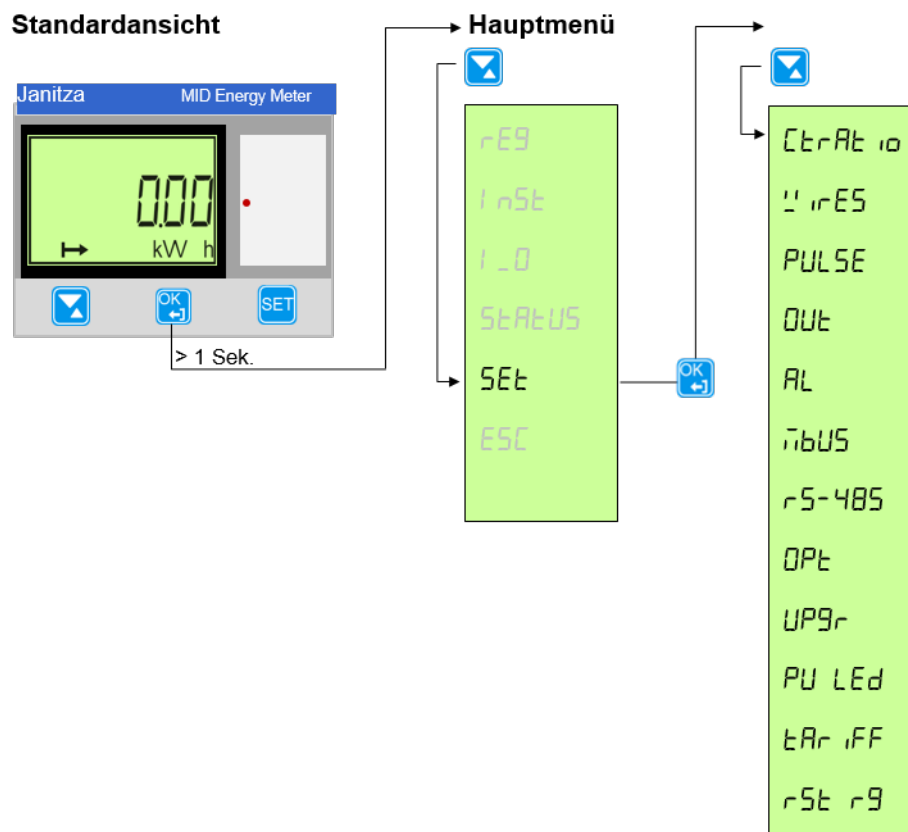 Standardansicht
Hauptmenü
Janitza MID Energy Meter
0.00
kW h
OK
SET
> 1 Sek.
rEg
InSt
I_O
StAtUS
SEt
ESC
OK
CtrAtio
WirES
PULSE
OUt
AL
mbUS
rS-485
OPt
UPgr
PU LEd
tAriFF
rSt rg